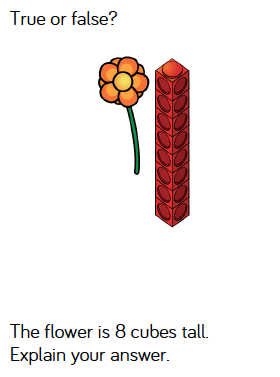 True or false?
The flower is 8 cubes tall.
Explain your answer.